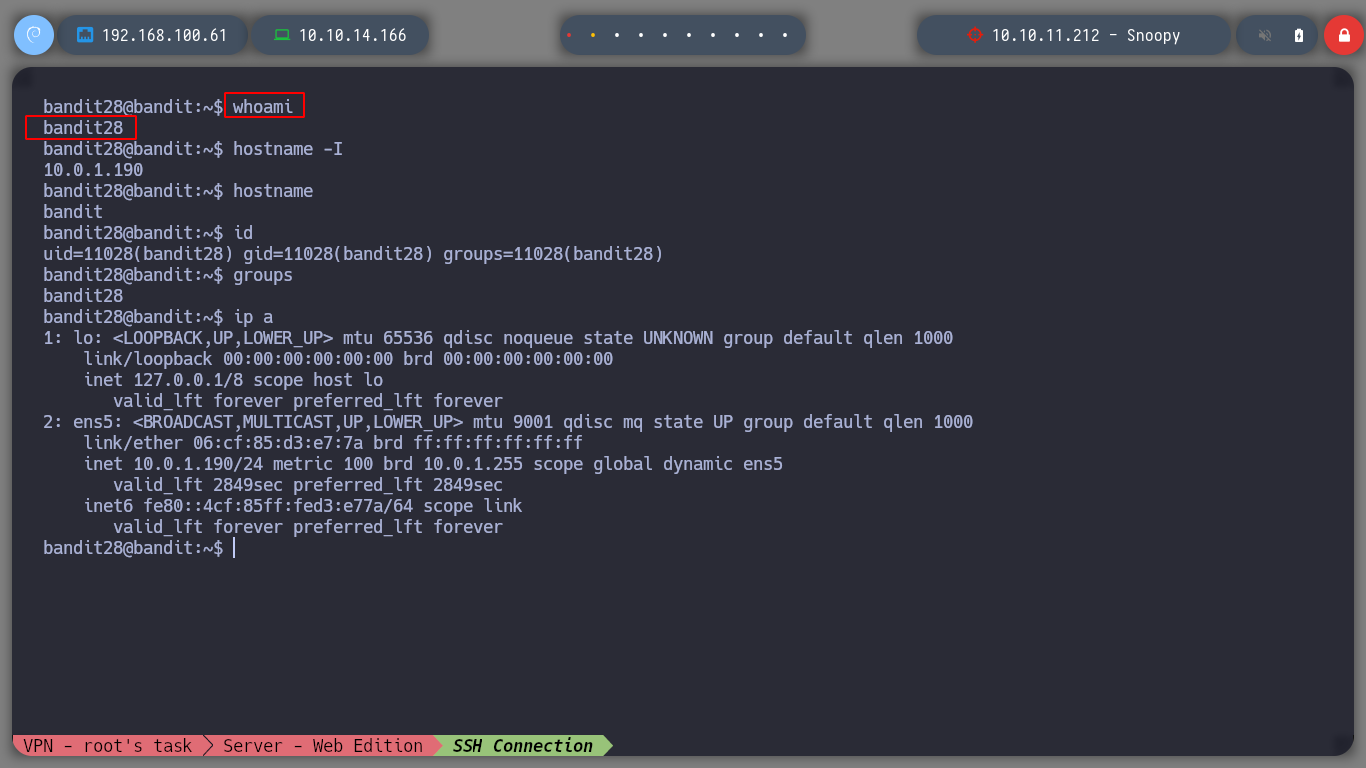 192.168.100.61 10.10.14.166 10.10.11.212 - Snoopy
bandit28@bandit:~$ whoami
bandit28
bandit28@bandit:~$ hostname -I
10.0.1.190
bandit28@bandit:~$ hostname
bandit
bandit28@bandit:~$ id
uid=11028(bandit28) gid=11028(bandit28) groups=11028(bandit28)
bandit28@bandit:~$ groups
bandit28
bandit28@bandit:~$ ip a
1: lo: <LOOPBACK,UP,LOWER_UP> mtu 65536 qdisc noqueue state UNKNOWN group default qlen 1000
    link/loopback 00:00:00:00:00:00 brd 00:00:00:00:00:00
    inet 127.0.0.1/8 scope host lo
       valid_lft forever preferred_lft forever
2: ens5: <BROADCAST,MULTICAST,UP,LOWER_UP> mtu 9001 qdisc mq state UP group default qlen 1000
    link/ether 06:cf:85:d3:e7:7a brd ff:ff:ff:ff:ff:ff
    inet 10.0.1.190/24 metric 100 brd 10.0.1.255 scope global dynamic ens5
       valid_lft 2849sec preferred_lft 2849sec
    inet6 fe80::4cf:85ff:fed3:e77a/64 scope link
       valid_lft forever preferred_lft forever
bandit28@bandit:~$
VPN - root's task Server - Web Edition SSH Connection